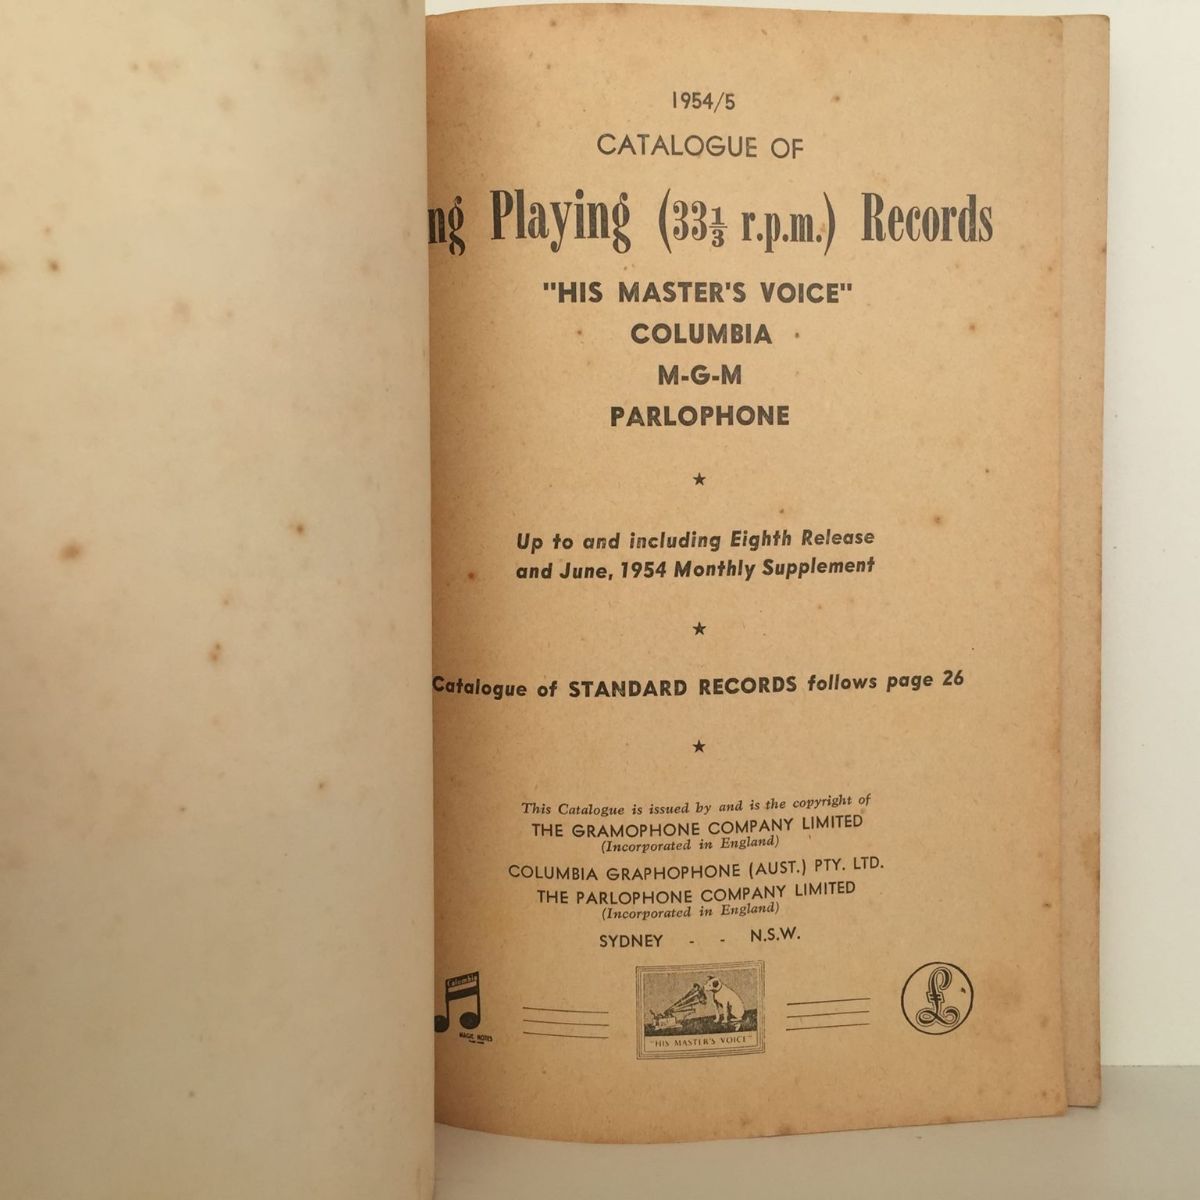 1954/5
CATALOGUE OF
ng Playing (33⅓ r.p.m.) Records
"HIS MASTER'S VOICE"
COLUMBIA
M-G-M
PARLOPHONE
Up to and including Eighth Release
and June, 1954 Monthly Supplement
Catalogue of STANDARD RECORDS follows page 26
This Catalogue is issued by and is the copyright of
THE GRAMOPHONE COMPANY LIMITED
(Incorporated in England)
COLUMBIA GRAPHOPHONE (AUST.) PTY. LTD.
THE PARLOPHONE COMPANY LIMITED
(Incorporated in England)
SYDNEY - - N.S.W.
Columbia
MAGIC NOTES
"HIS MASTER'S VOICE"
£